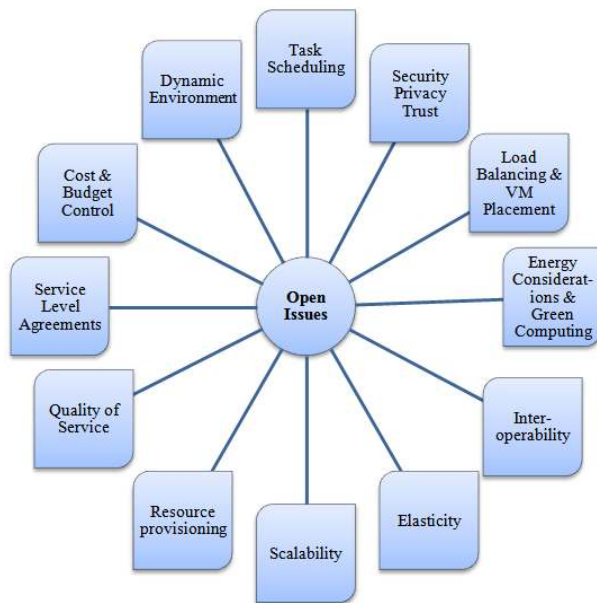 Task
Scheduling
Security
Privacy
Trust
Load
Balancing &
VM
Placement
Energy
Considerat-
ions &
Green
Computing
Inter-
operability
Elasticity
Scalability
Resource
provisioning
Quality of
Service
Service
Level
Agreements
Cost &
Budget
Control
Dynamic
Environment
Open
Issues